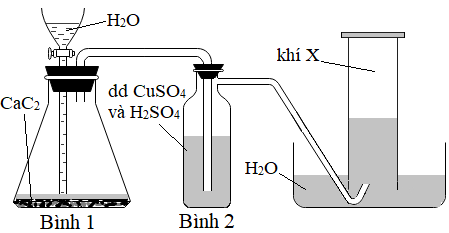 H2O
khí X
CaC2
dd CuSO4
và H2SO4
H2O
Bình 1
Bình 2